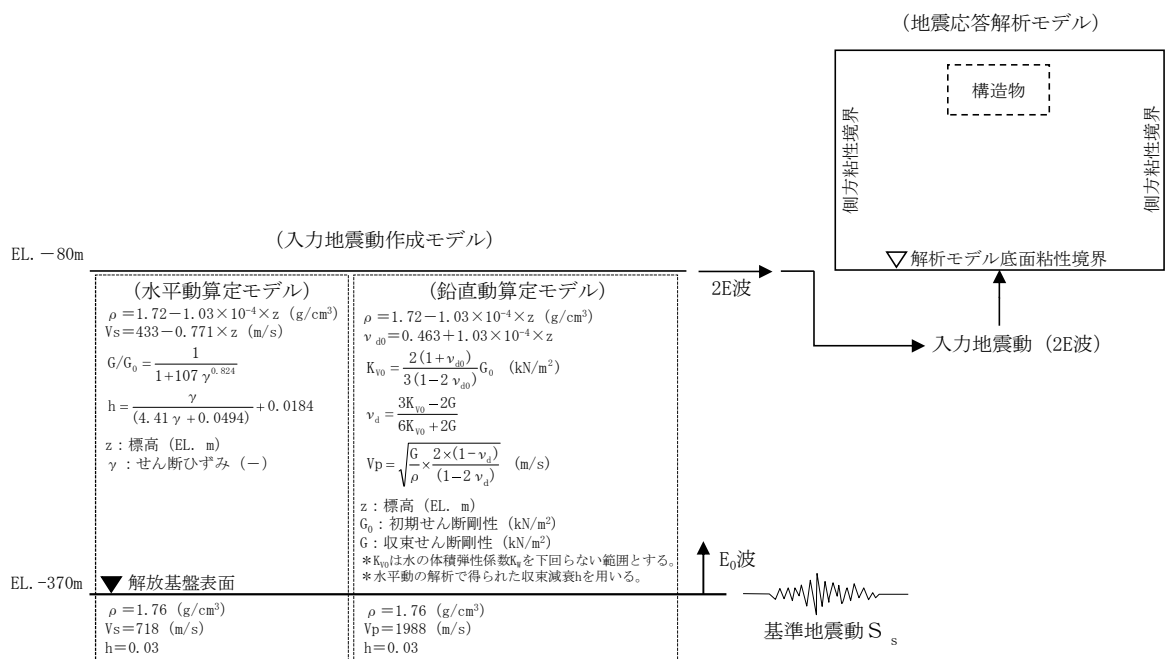 (地震応答解析モデル)
構造物
側方粘性境界
側方粘性境界
▽解析モデル底面粘性境界
(入力地震動作成モデル)
EL.－80m
2E波
入力地震動（2E波）
(水平動算定モデル)
ρ＝1.72−1.03×10⁻⁴×z (g/cm³)
Vs＝433−0.771×z (m/s)
G/G₀ = 1 / (1+107 γ^0.824)
h = γ / (4.41 γ + 0.0494) + 0.0184
z：標高（EL. m）
γ：せん断ひずみ（−）
(鉛直動算定モデル)
ρ＝1.72−1.03×10⁻⁴×z (g/cm³)
ν_d0＝0.463＋1.03×10⁻⁴×z
K_V0 = 2(1+ν_d0) / 3(1−2ν_d0) G₀ (kN/m²)
ν_d = (3K_V0−2G) / (6K_V0+2G)
Vp = √(G/ρ × 2×(1−ν_d) / (1−2ν_d)) (m/s)
z：標高（EL. m）
G₀：初期せん断剛性（kN/m²）
G：収束せん断剛性（kN/m²）
＊K_V0は水の体積弾性係数K_Wを下回らない範囲とする。
＊水平動の解析で得られた収束減衰hを用いる。
EL.-370m
▼ 解放基盤表面
E₀波
ρ＝1.76 (g/cm³)
Vs＝718 (m/s)
h＝0.03
ρ＝1.76 (g/cm³)
Vp＝1988 (m/s)
h＝0.03
基準地震動Ｓs